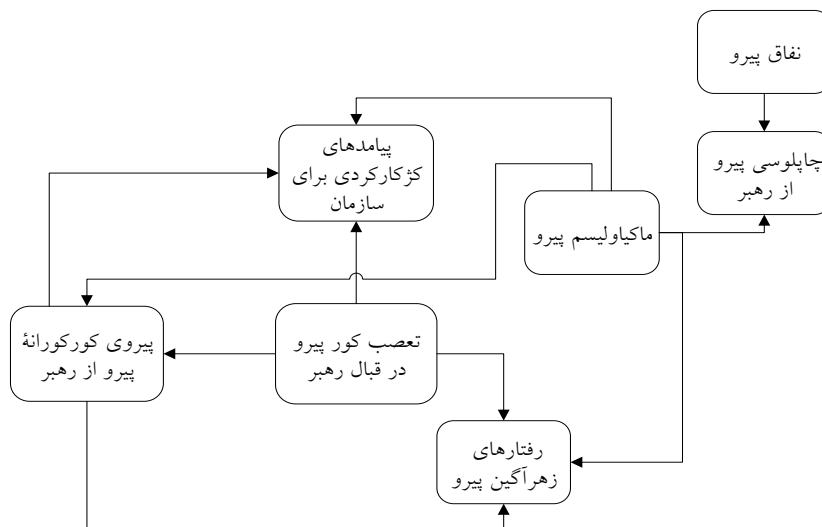 نفاق پیرو
چاپلوسی پیرو
از رهبر
پیامدهای
کژکارکردی برای
سازمان
ماکیاولیسم پیرو
تعصب کور پیرو
در قبال رهبر
پیروی کورکورانهٔ
پیرو از رهبر
رفتارهای
زهرآگین پیرو